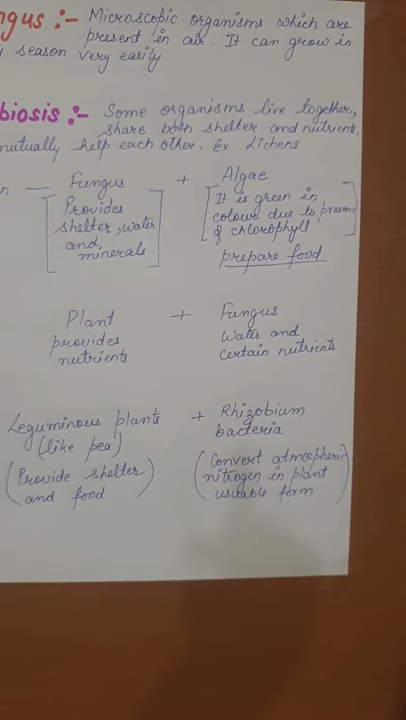 ngus :- Microscopic organisms which are
present in air. It can grow in
season very easily.
biosis :- Some organisms live together,
share both shelter and nutrients.
mutually help each other. Ex Lichens
n — Fungus + Algae
[Provides shelter, water and minerals.]
[It is green in colour due to presen of chlorophyll]
prepare food
Plant + Fungus
provides nutrients
Water and certain nutrients
Leguminous plants + Rhizobium bacteria
(like pea)
(Provide shelter and food)
(Convert atmospheric nitrogen in plant usuable form)